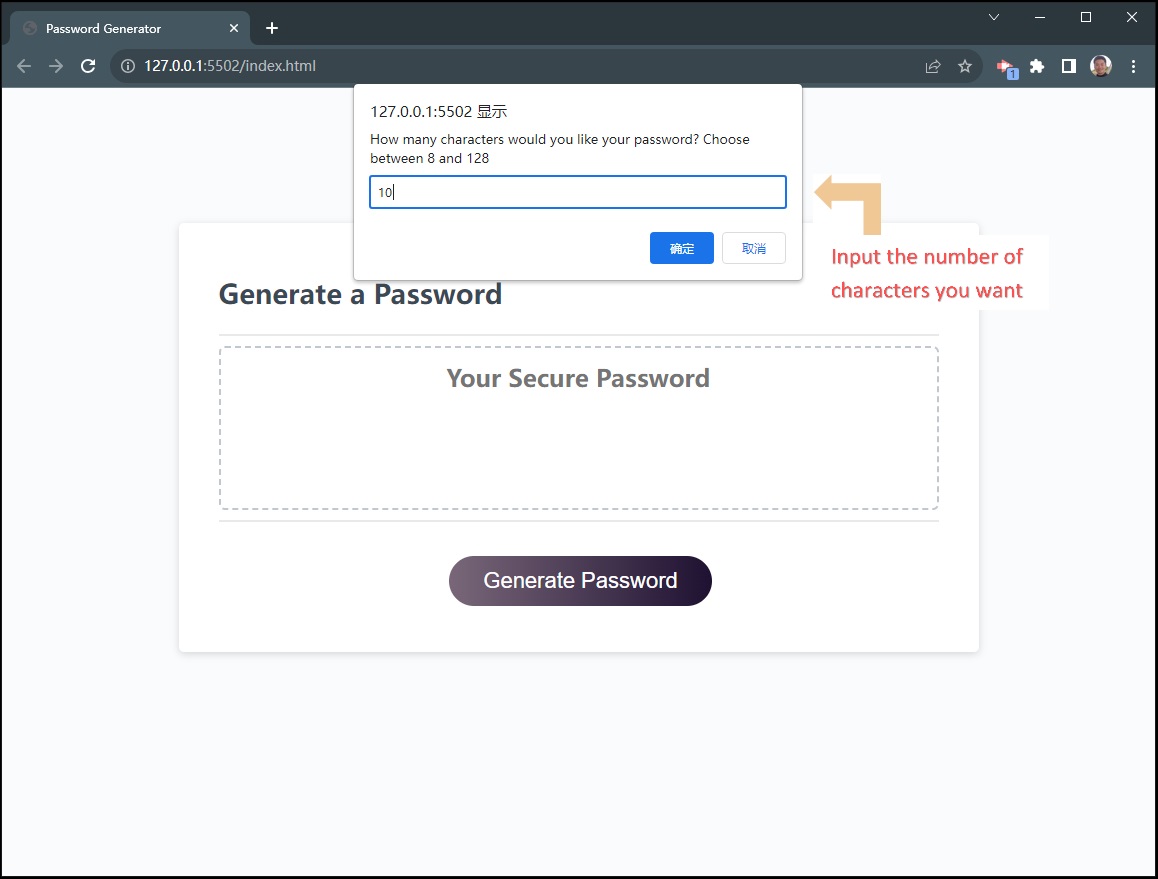 Password Generator
127.0.0.1:5502/index.html
1
127.0.0.1:5502 显示
How many characters would you like your password? Choose
between 8 and 128
10
确定
取消
Input the number of
characters you want
Generate a Password
Your Secure Password
Generate Password